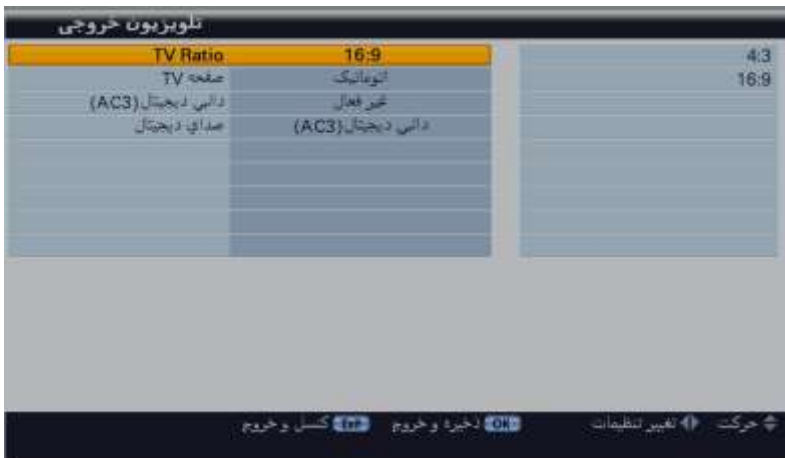 تلویزیون خروجی
TV Ratio 16:9
صفحه TV اتوماتیک
دالبی دیجیتال(AC3) غیر فعال
صدای دیجیتال دالبی دیجیتال(AC3)
4:3
16:9
حرکت تغییر تنظیمات OK ذخیره و خروج Exit کنسل و خروج